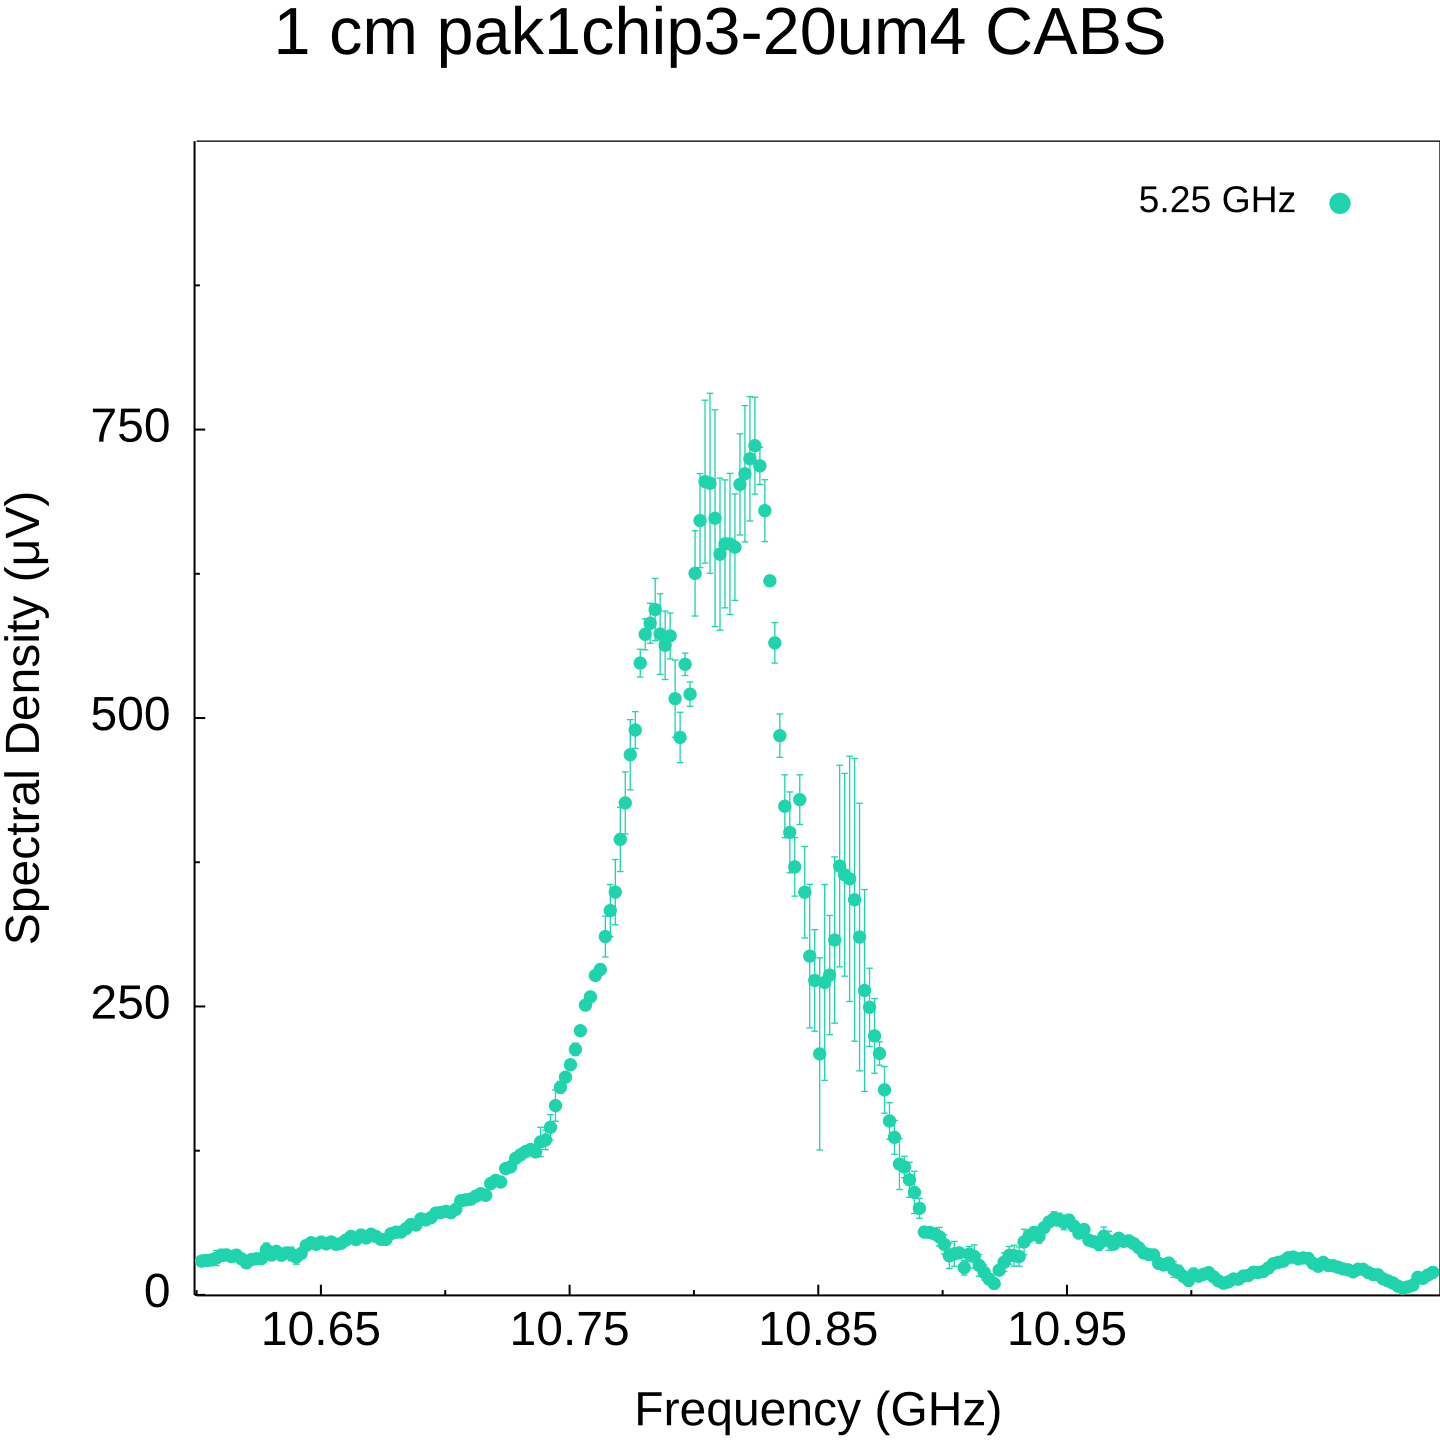 1 cm pak1chip3-20um4 CABS
5.25 GHz
750
500
250
0
Spectral Density (µV)
10.65 10.75 10.85 10.95
Frequency (GHz)